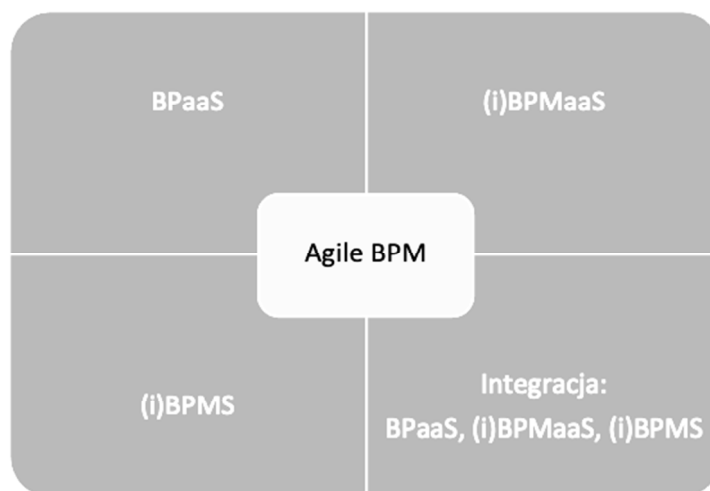 BPaaS
(i)BPMaaS
Agile BPM
(i)BPMS
Integracja:
BPaaS, (i)BPMaaS, (i)BPMS